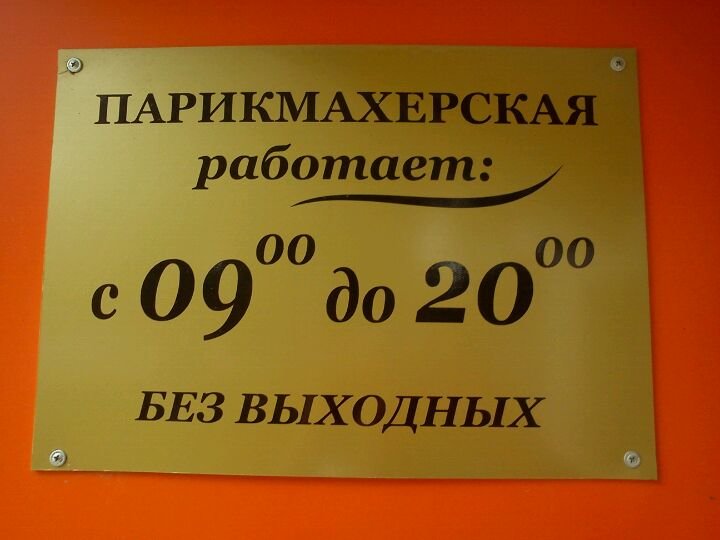 ПАРИКМАХЕРСКАЯ
работает:
с 09⁰⁰ до 20⁰⁰
БЕЗ ВЫХОДНЫХ